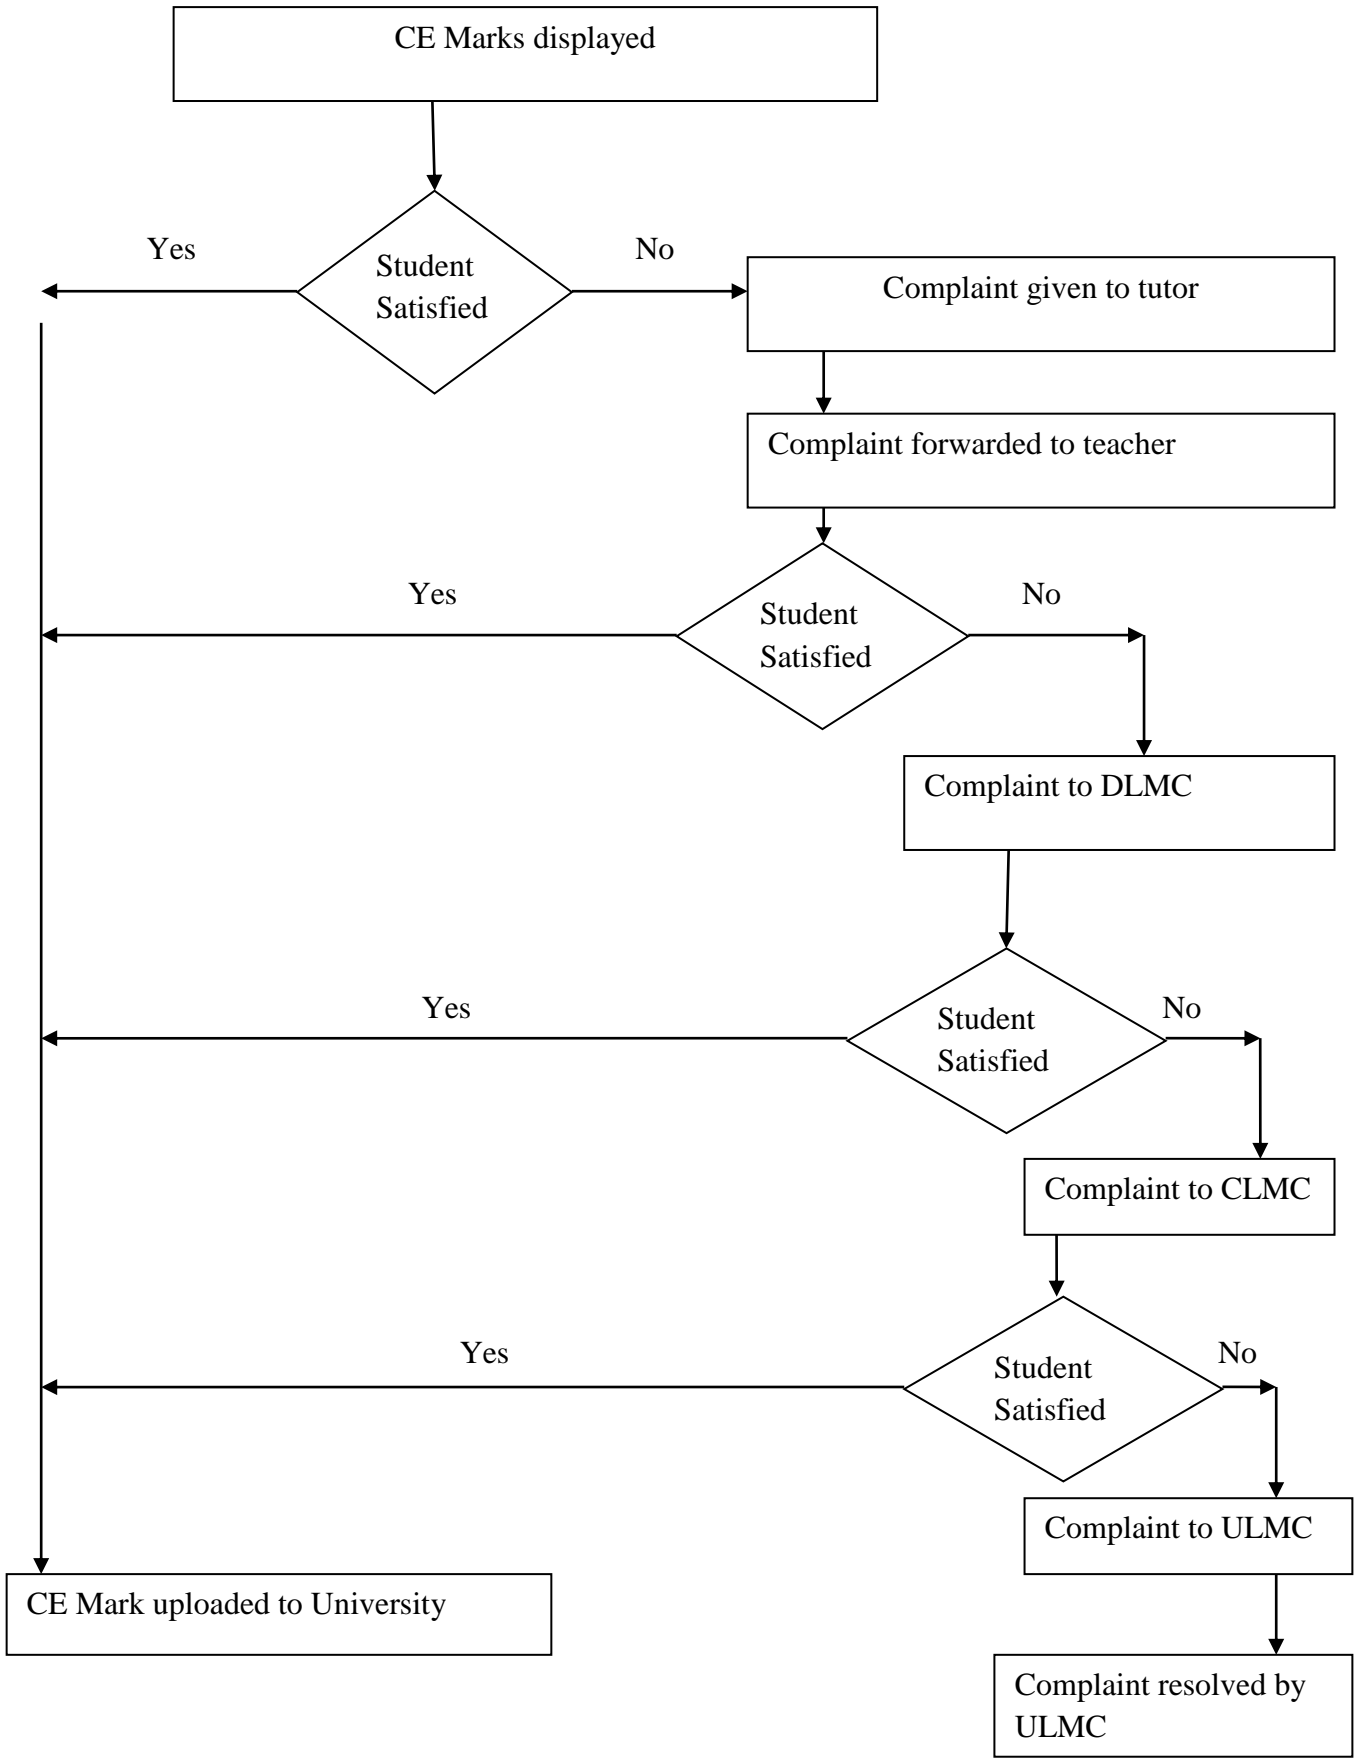 CE Marks displayed
Yes
No
Student
Satisfied
Complaint given to tutor
Complaint forwarded to teacher
Yes
No
Student
Satisfied
Complaint to DLMC
Yes
No
Student
Satisfied
Complaint to CLMC
Yes
No
Student
Satisfied
Complaint to ULMC
CE Mark uploaded to University
Complaint resolved by
ULMC